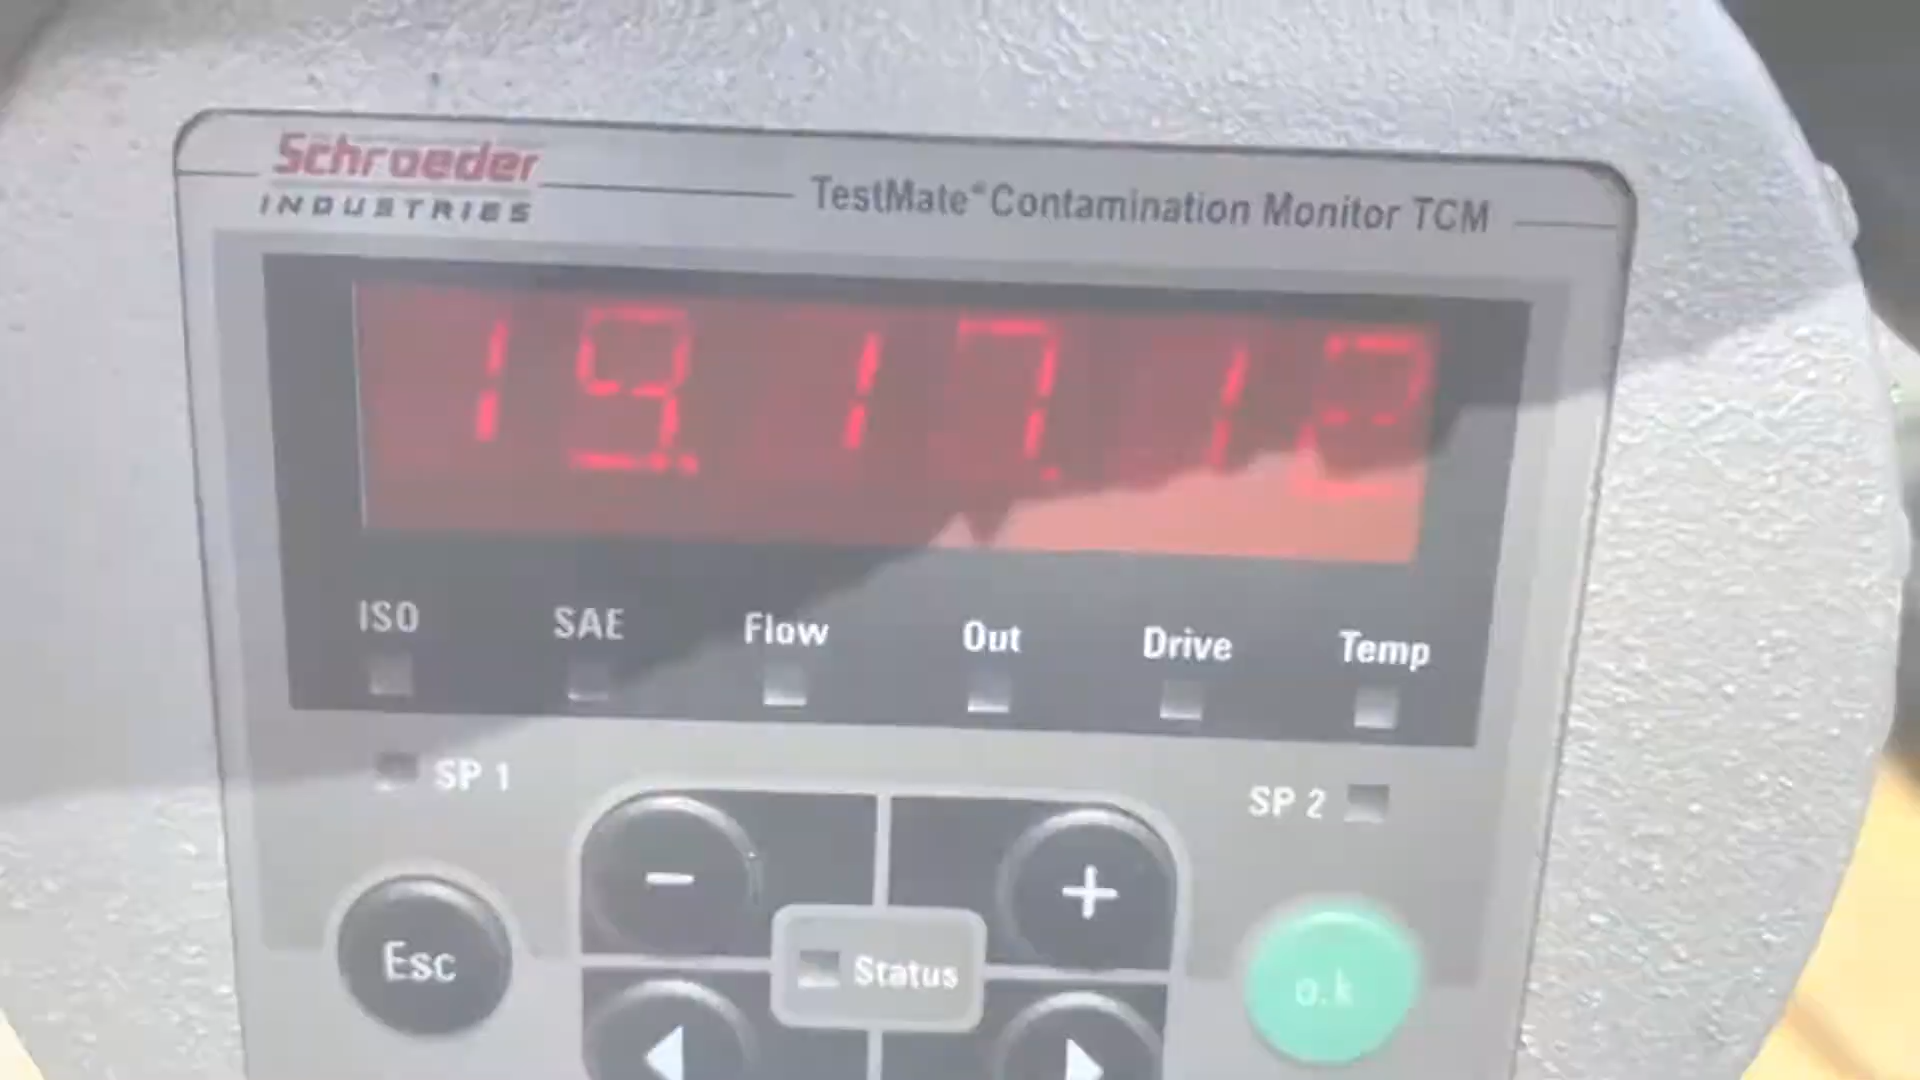 Schroeder
INDUSTRIES
TestMate® Contamination Monitor TCM
19.17.12
ISO SAE Flow Out Drive Temp
SP 1
SP 2
- +
Esc
Status
o.k